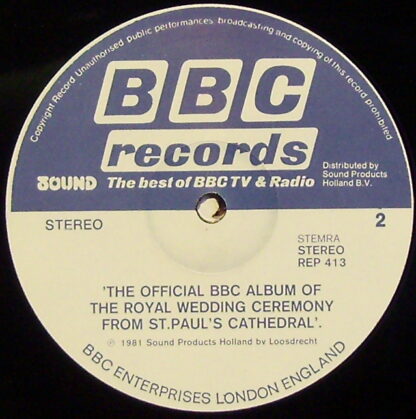 Copyright Record. Unauthorised public performances, broadcasting and copying of this record prohibited
BBC
records
SOUND
The best of BBC TV & Radio
Distributed by
Sound Products
Holland B.V.
STEREO
2
STEMRA
STEREO
REP 413
'THE OFFICIAL BBC ALBUM OF
THE ROYAL WEDDING CEREMONY
FROM ST.PAUL'S CATHEDRAL'.
℗ 1981 Sound Products Holland bv Loosdrecht
BBC ENTERPRISES LONDON ENGLAND